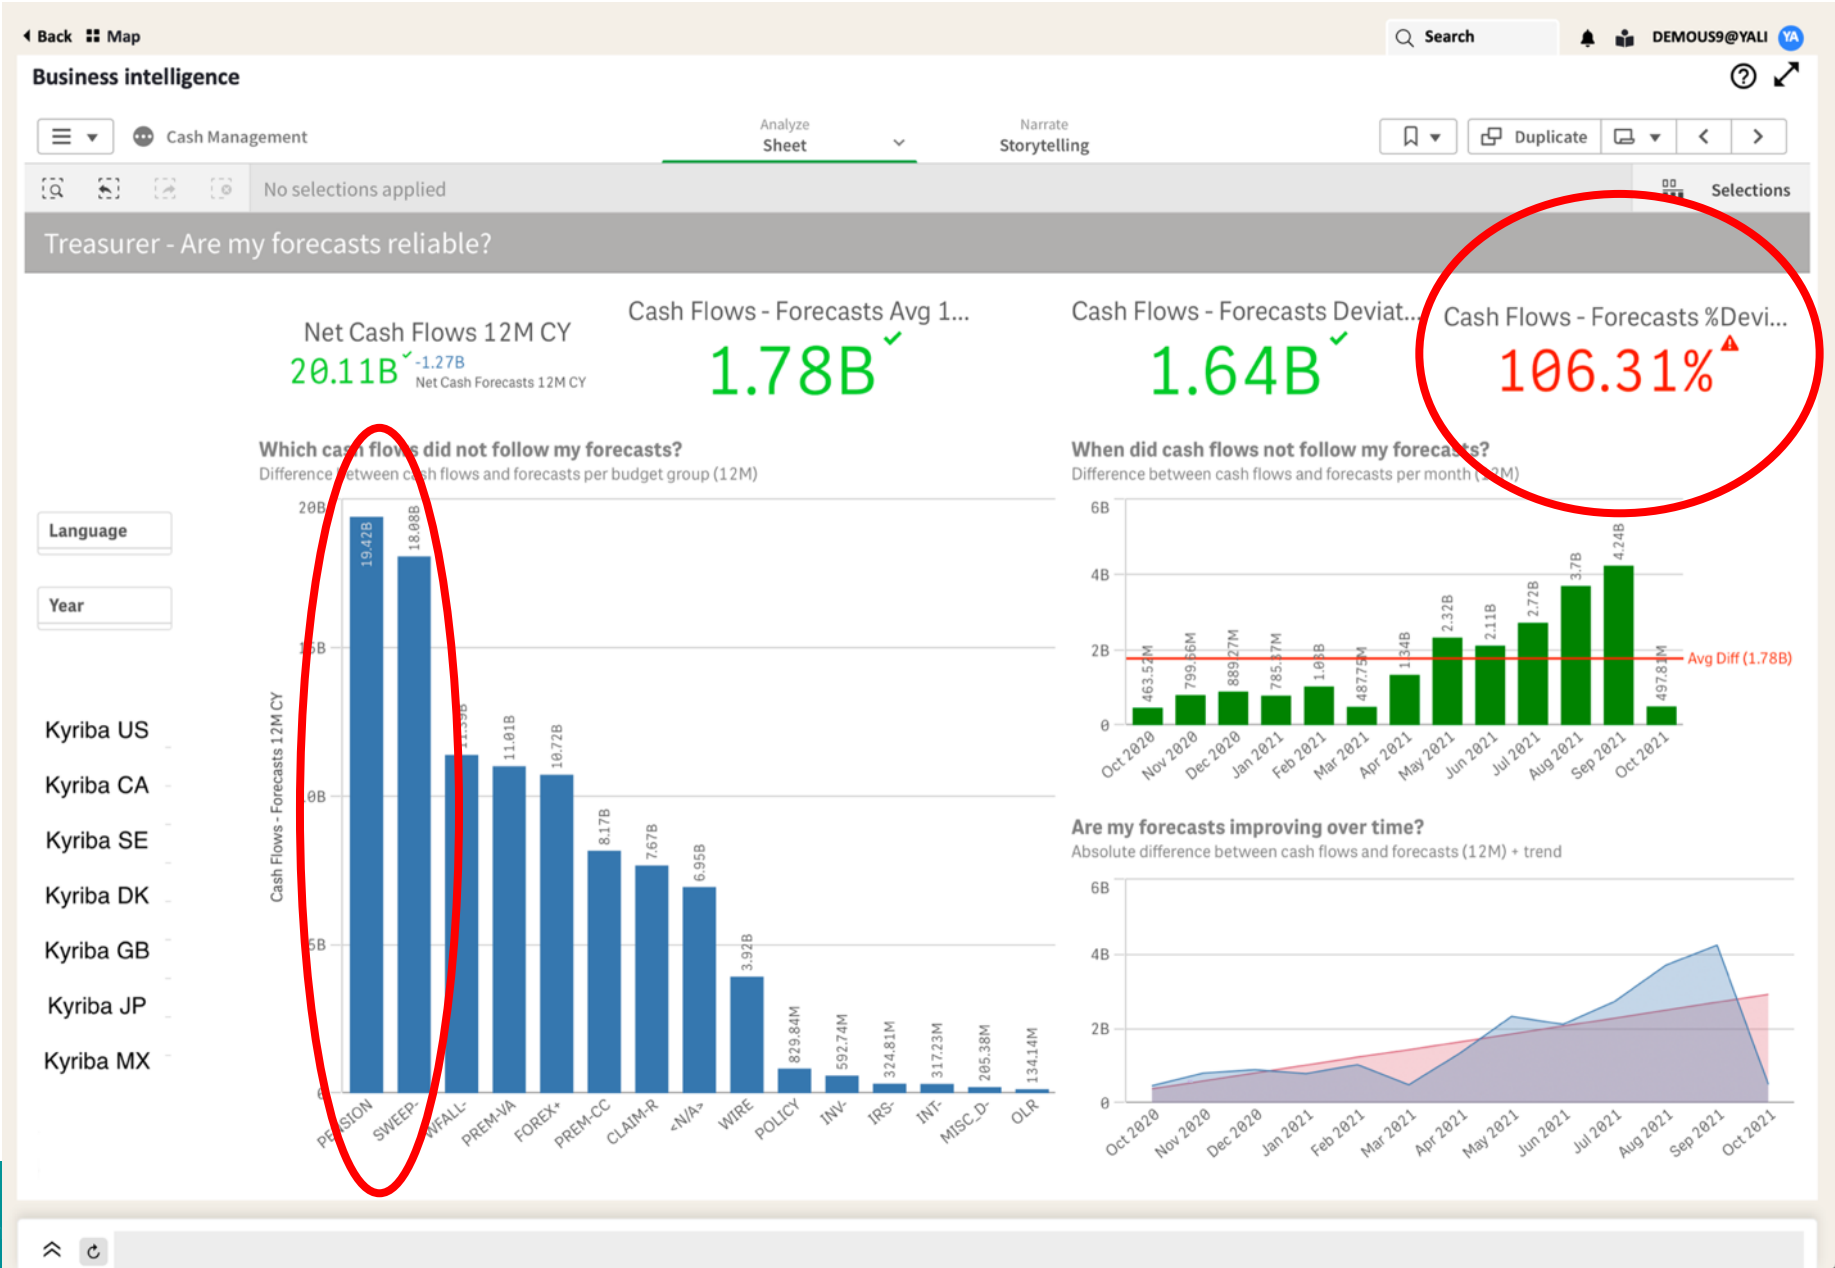 Back Map
Search
DEMOUS9@YALI YA
Business intelligence
Cash Management
Analyze
Sheet
Narrate
Storytelling
Duplicate
No selections applied
Selections
Treasurer - Are my forecasts reliable?
Net Cash Flows 12M CY
20.11B
-1.27B
Net Cash Forecasts 12M CY
Cash Flows - Forecasts Avg 1...
1.78B
Cash Flows - Forecasts Deviat...
1.64B
Cash Flows - Forecasts %Devi...
106.31%
Language
Year
Kyriba US
Kyriba CA
Kyriba SE
Kyriba DK
Kyriba GB
Kyriba JP
Kyriba MX
Which cash flows did not follow my forecasts?
Difference between cash flows and forecasts per budget group (12M)
Cash Flows - Forecasts 12M CY
20B
0
19.42B
18.08B
11.39B
11.01B
10.72B
8.17B
7.67B
6.95B
3.92B
829.84M
592.74M
324.81M
317.23M
205.38M
134.14M
PENSION
SWEEP-
WFALL-
PREM-VA
FOREX+
PREM-CC
CLAIM-R
<N/A>
WIRE
POLICY
INV-
IRS-
INT-
MISC_D-
OLR
When did cash flows not follow my forecasts?
Difference between cash flows and forecasts per month (12M)
6B
4B
2B
0
463.52M
799.66M
889.27M
785.37M
1.03B
487.75M
1.34B
2.32B
2.11B
2.72B
3.7B
4.24B
497.81M
Avg Diff (1.78B)
Oct 2020
Nov 2020
Dec 2020
Jan 2021
Feb 2021
Mar 2021
Apr 2021
May 2021
Jun 2021
Jul 2021
Aug 2021
Sep 2021
Oct 2021
Are my forecasts improving over time?
Absolute difference between cash flows and forecasts (12M) + trend
6B
4B
2B
0
Oct 2020
Nov 2020
Dec 2020
Jan 2021
Feb 2021
Mar 2021
Apr 2021
May 2021
Jun 2021
Jul 2021
Aug 2021
Sep 2021
Oct 2021